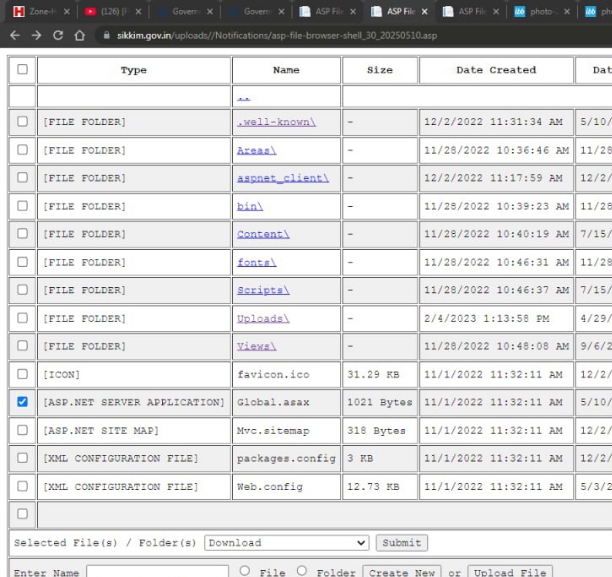 Zone-H (126) [F Govern Govern ASP File ASP File ASP File photo- ph
sikkim.gov.in/uploads//Notifications/asp-file-browser-shell_30_20250510.asp
Type Name Size Date Created Dat
..
[FILE FOLDER] .well-known\ - 12/2/2022 11:31:34 AM 5/10/
[FILE FOLDER] Areas\ - 11/28/2022 10:36:46 AM 11/28
[FILE FOLDER] aspnet_client\ - 12/2/2022 11:17:59 AM 12/2/
[FILE FOLDER] bin\ - 11/28/2022 10:39:23 AM 11/28
[FILE FOLDER] Content\ - 11/28/2022 10:40:19 AM 7/15/
[FILE FOLDER] fonts\ - 11/28/2022 10:46:31 AM 11/28
[FILE FOLDER] Scripts\ - 11/28/2022 10:46:37 AM 7/15/
[FILE FOLDER] Uploads\ - 2/4/2023 1:13:58 PM 4/29/
[FILE FOLDER] Views\ - 11/28/2022 10:48:08 AM 9/6/2
[ICON] favicon.ico 31.29 KB 11/1/2022 11:32:11 AM 12/2/
[ASP.NET SERVER APPLICATION] Global.asax 1021 Bytes 11/1/2022 11:32:11 AM 5/10/
[ASP.NET SITE MAP] Mvc.sitemap 318 Bytes 11/1/2022 11:32:11 AM 12/2/
[XML CONFIGURATION FILE] packages.config 3 KB 11/1/2022 11:32:11 AM 12/2/
[XML CONFIGURATION FILE] Web.config 12.73 KB 11/1/2022 11:32:11 AM 5/3/2
Selected File(s) / Folder(s) Download Submit
Enter Name File Folder Create New or Upload File